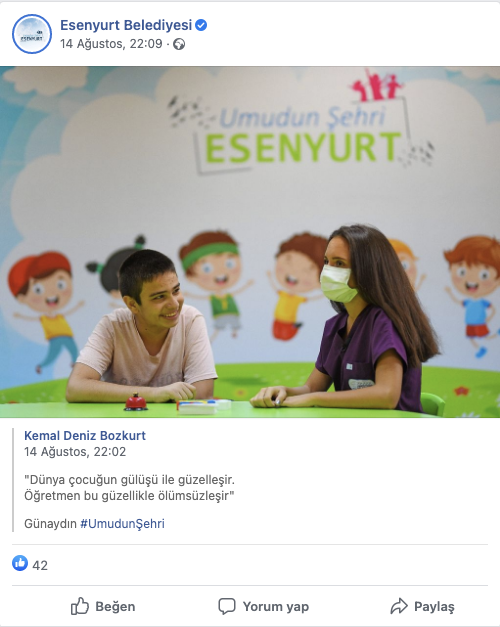 Esenyurt Belediyesi
14 Ağustos, 22:09 ·
Umudun Şehri
ESENYURT
Kemal Deniz Bozkurt
14 Ağustos, 22:02
"Dünya çocuğun gülüşü ile güzelleşir.
Öğretmen bu güzellikle ölümsüzleşir"
Günaydın #UmudunŞehri
42
Beğen
Yorum yap
Paylaş